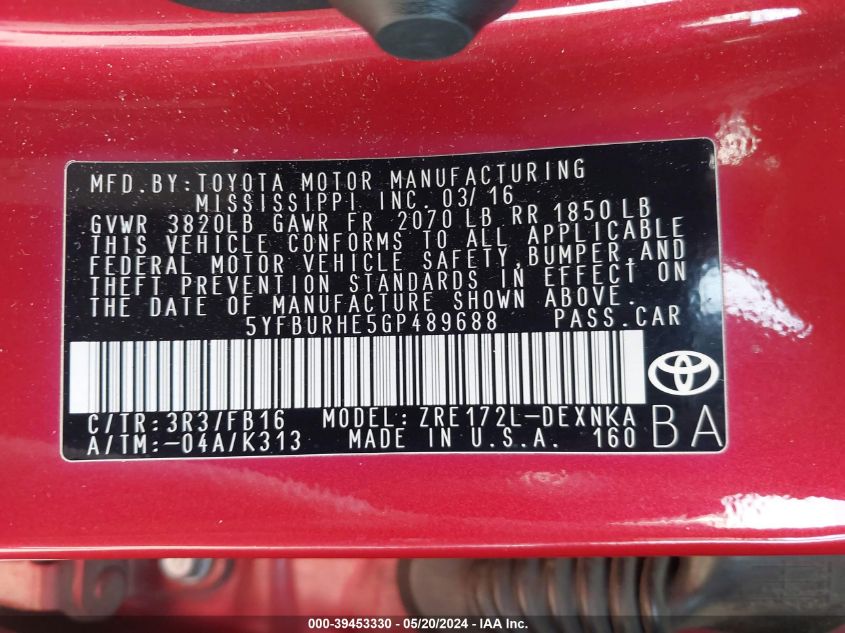 MFD.BY:TOYOTA MOTOR MANUFACTURING
MISSISSIPPI, INC. 03/16
GVWR 3820LB GAWR FR 2070 LB RR 1850 LB
THIS VEHICLE CONFORMS TO ALL APPLICABLE
FEDERAL MOTOR VEHICLE SAFETY,BUMPER,AND
THEFT PREVENTION STANDARDS IN EFFECT ON
THE DATE OF MANUFACTURE SHOWN ABOVE.
5YFBURHE5GP489688 PASS.CAR
C/TR:3R3/FB16 MODEL:ZRE172L-DEXNKA
A/TM:-04A/K313 MADE IN U.S.A. 160 BA
000-39453330 - 05/20/2024 - IAAI INC.